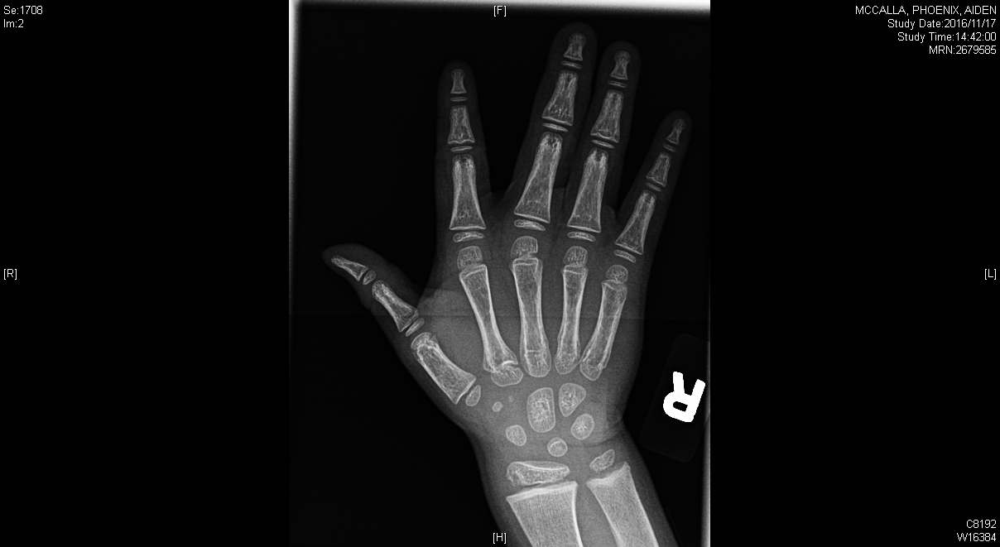 Se:1708
Im:2
[F]
MCCALLA, PHOENIX, AIDEN
Study Date:2016/11/17
Study Time:14:42:00
MRN:2679585
[R]
[L]
R
[H]
C8192
W16384